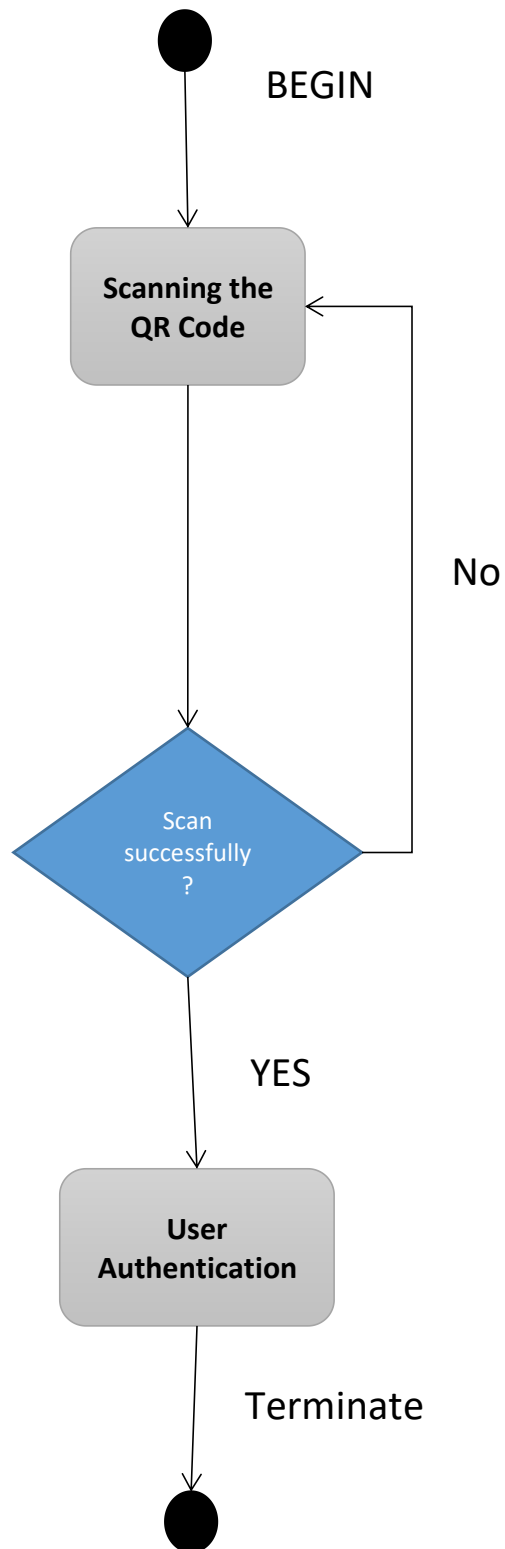 BEGIN
Scanning the
QR Code
No
Scan
successfully
?
YES
User
Authentication
Terminate